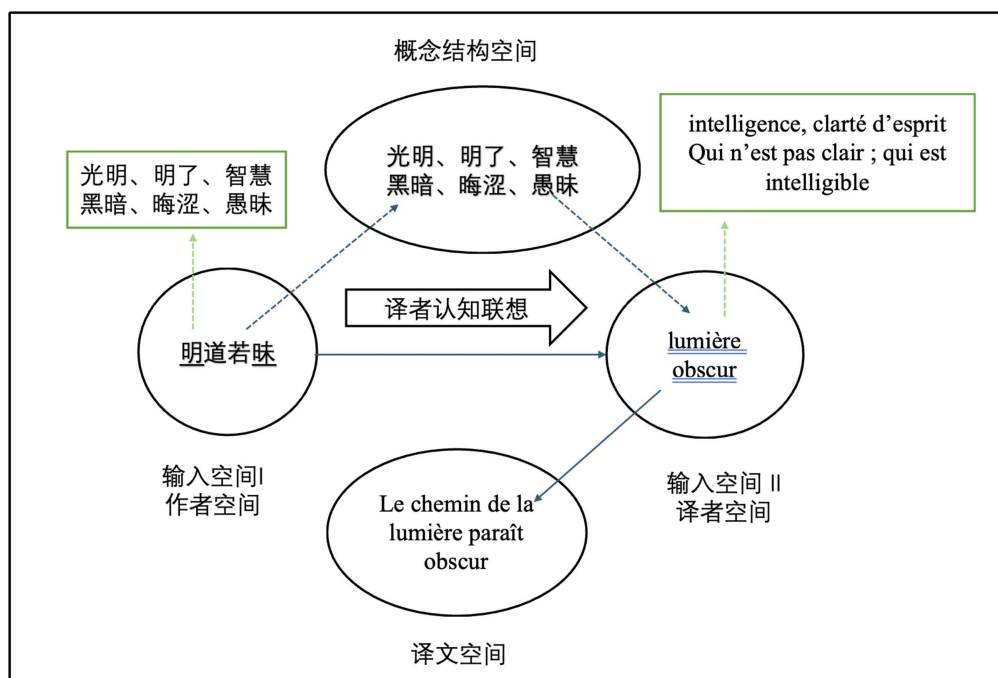 概念结构空间
光明、明了、智慧
黑暗、晦涩、愚昧
光明、明了、智慧
黑暗、晦涩、愚昧
intelligence, clarté d’esprit
Qui n’est pas clair ; qui est
intelligible
译者认知联想
明道若昧
lumière
obscur
输入空间I
作者空间
输入空间 II
译者空间
Le chemin de la
lumière paraît
obscur
译文空间